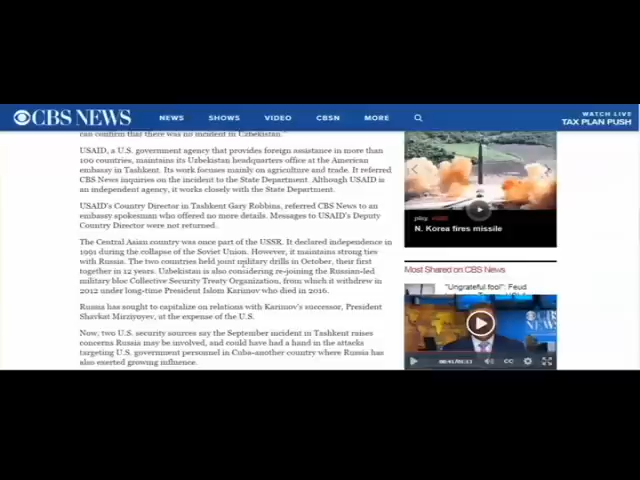 CBS NEWS
NEWS SHOWS VIDEO CBSN MORE
WATCH LIVE
TAX PLAN PUSH
can confirm that there was no incident in Uzbekistan."
USAID, a U.S. government agency that provides foreign assistance in more than
100 countries, maintains its Uzbekistan headquarters office at the American
embassy in Tashkent. Its work focuses mainly on agriculture and trade. It referred
CBS News inquiries on the incident to the State Department. Although USAID is
an independent agency, it works closely with the State Department.
USAID's Country Director in Tashkent Gary Robbins, referred CBS News to an
embassy spokesman who offered no more details. Messages to USAID's Deputy
Country Director were not returned.
The Central Asian country was once part of the USSR. It declared independence in
1991 during the collapse of the Soviet Union. However, it maintains strong ties
with Russia. The two countries held joint military drills in October, their first
together in 12 years. Uzbekistan is also considering re-joining the Russian-led
military bloc Collective Security Treaty Organization, from which it withdrew in
2012 under long-time President Islom Karimov who died in 2016.
Russia has sought to capitalize on relations with Karimov's successor, President
Shavkat Mirziyoyev, at the expense of the U.S.
Now, two U.S. security sources say the September incident in Tashkent raises
concerns Russia may be involved, and could have had a hand in the attacks
targeting U.S. government personnel in Cuba-another country where Russia has
also exerted growing influence.
play VIDEO
N. Korea fires missile
Most Shared on CBS News
"Ungrateful fool": Feud
CBS
NEWS
CC